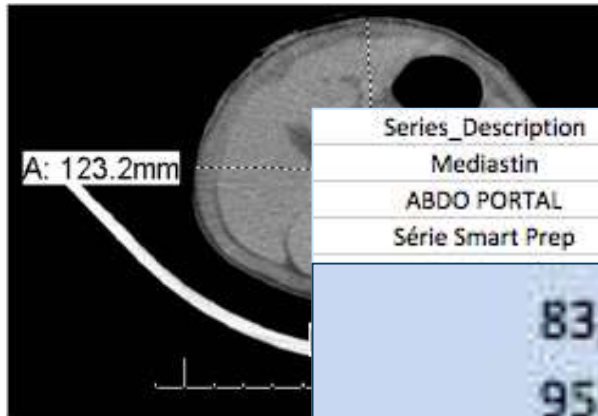 A: 123.2mm
Series_Description
Mediastin
ABDO PORTAL
Série Smart Prep
83
95